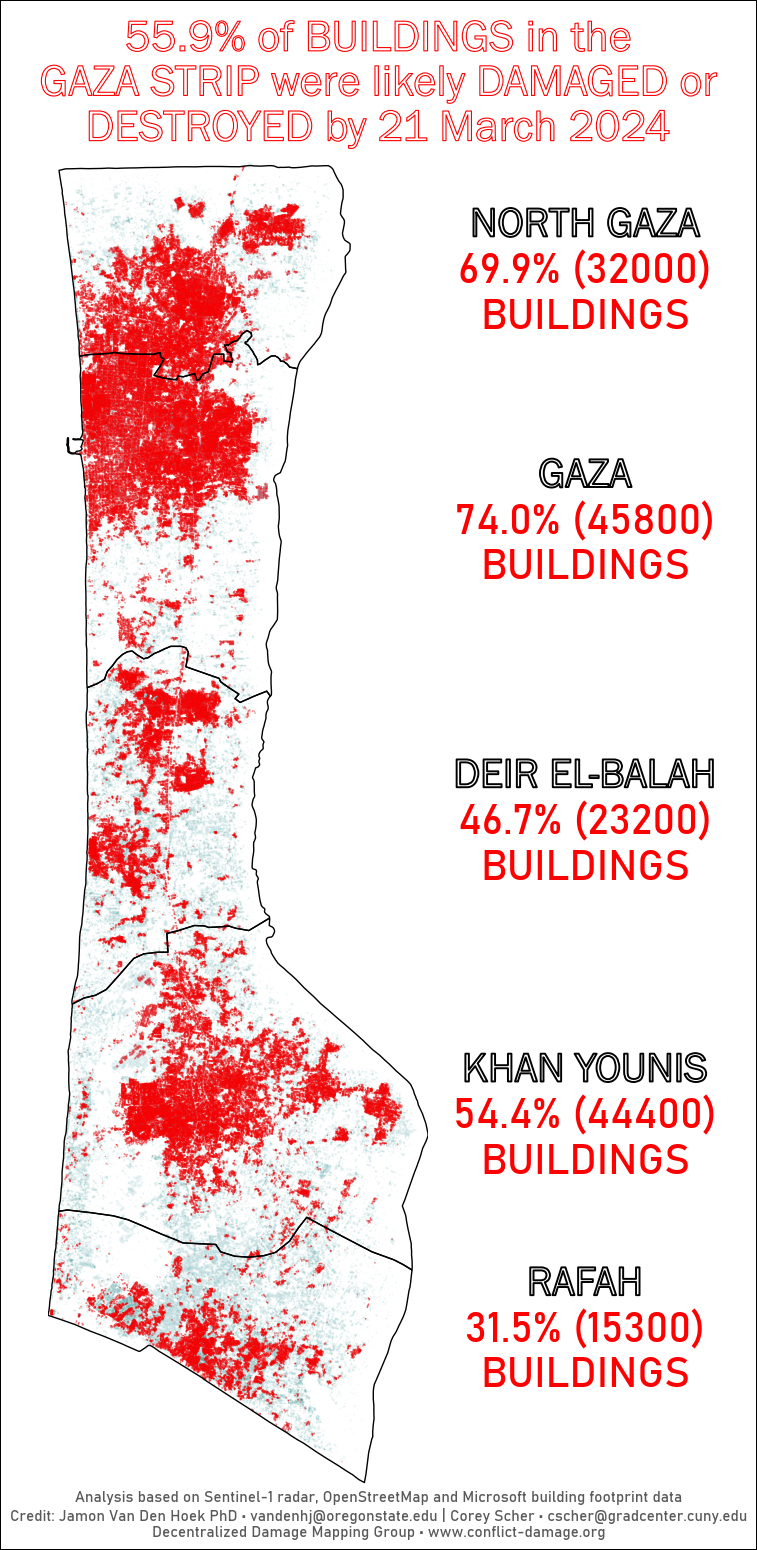 55.9% of BUILDINGS in the
GAZA STRIP were likely DAMAGED or
DESTROYED by 21 March 2024
NORTH GAZA
69.9% (32000)
BUILDINGS
GAZA
74.0% (45800)
BUILDINGS
DEIR EL-BALAH
46.7% (23200)
BUILDINGS
KHAN YOUNIS
54.4% (44400)
BUILDINGS
RAFAH
31.5% (15300)
BUILDINGS
Analysis based on Sentinel-1 radar, OpenStreetMap and Microsoft building footprint data
Credit: Jamon Van Den Hoek PhD • vandenhj@oregonstate.edu | Corey Scher • cscher@gradcenter.cuny.edu
Decentralized Damage Mapping Group • www.conflict-damage.org